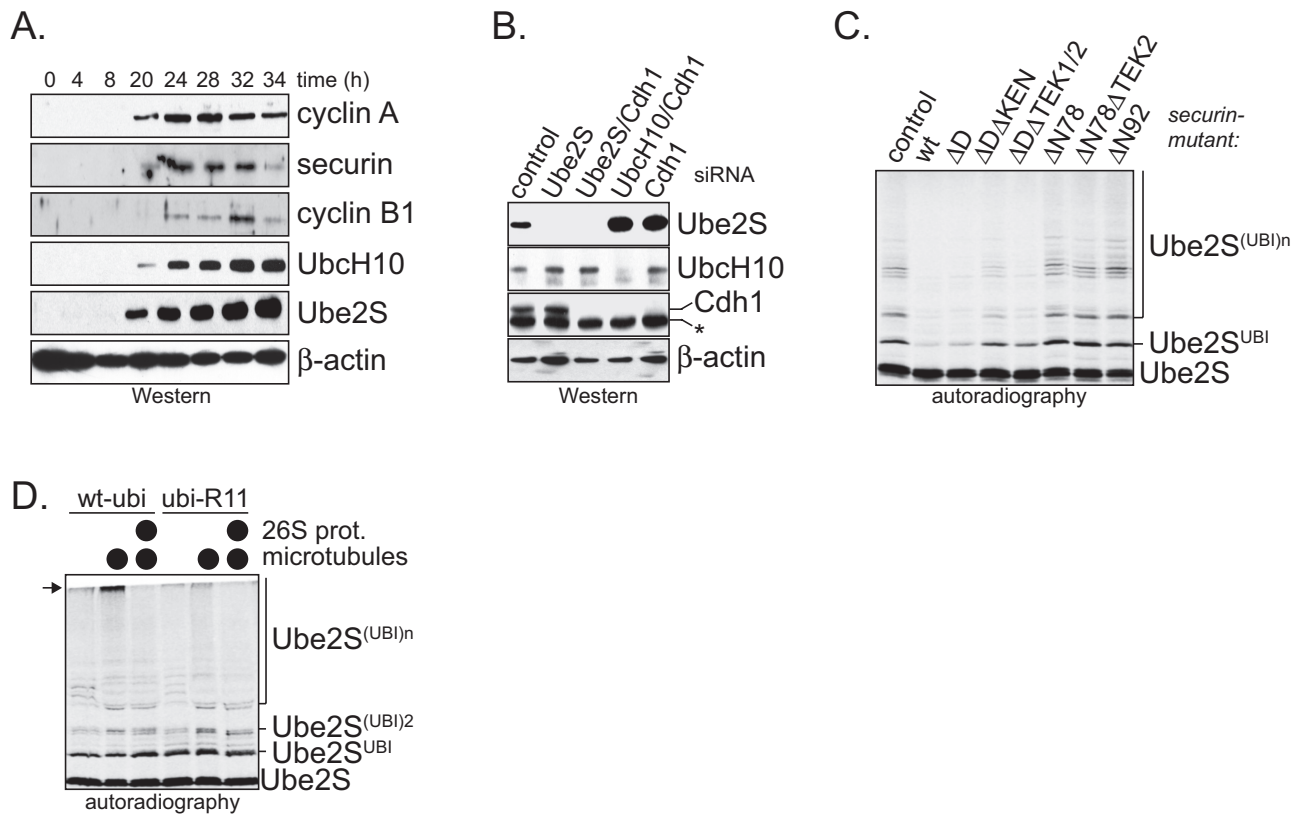 A.
0 4 8 20 24 28 32 34 time (h)
cyclin A
securin
cyclin B1
UbcH10
Ube2S
β-actin
Western
B.
control
Ube2S
Ube2S/Cdh1
UbcH10/Cdh1
Cdh1
siRNA
Ube2S
UbcH10
Cdh1
*
β-actin
Western
C.
control
wt
ΔD
ΔDΔKEN
ΔDΔTEK1/2
ΔN78
ΔN78ΔTEK2
ΔN92
securin-
mutant:
Ube2S(UBI)n
Ube2SUBI
Ube2S
autoradiography
D.
wt-ubi ubi-R11
26S prot.
microtubules
Ube2S(UBI)n
Ube2S(UBI)2
Ube2SUBI
Ube2S
autoradiography